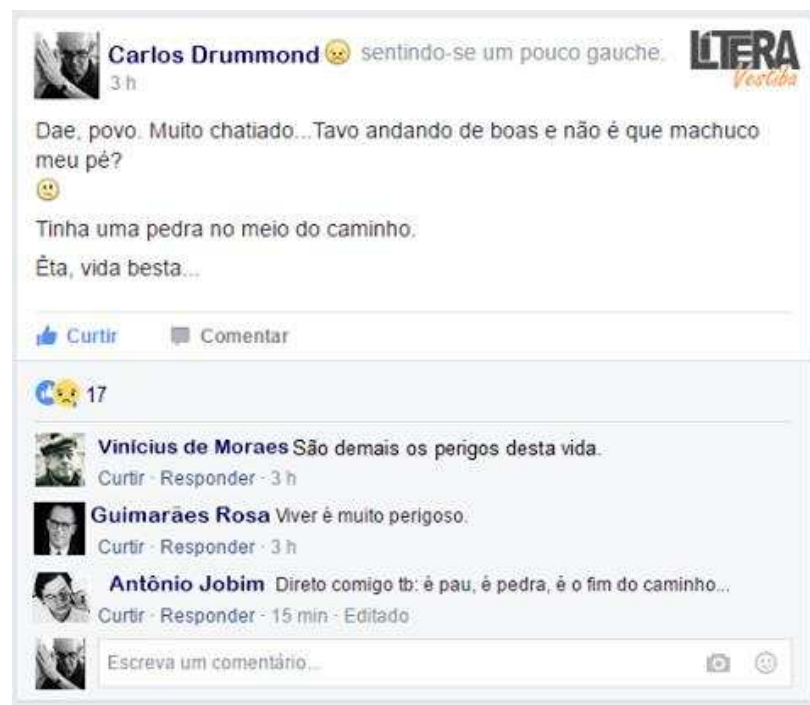 Carlos Drummond sentindo-se um pouco gauche.
3 h
LITERA
Vestiba
Dae, povo. Muito chatiado...Tavo andando de boas e não é que machuco
meu pé?
Tinha uma pedra no meio do caminho.
Êta, vida besta...
Curtir Comentar
17
Vinícius de Moraes São demais os perigos desta vida.
Curtir · Responder · 3 h
Guimarães Rosa Viver é muito perigoso.
Curtir · Responder · 3 h
Antônio Jobim Direto comigo tb: é pau, é pedra, é o fim do caminho...
Curtir · Responder · 15 min · Editado
Escreva um comentário...